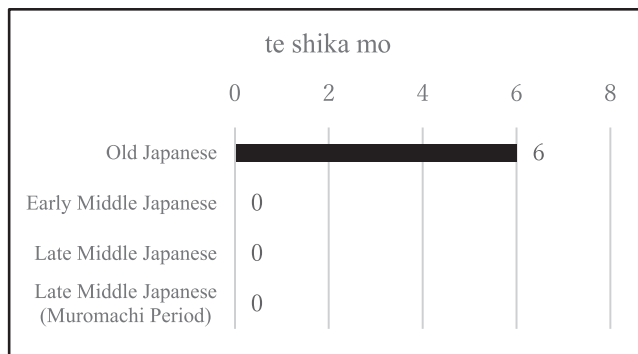 te shika mo
0 2 4 6 8
Old Japanese 6
Early Middle Japanese 0
Late Middle Japanese 0
Late Middle Japanese
(Muromachi Period) 0